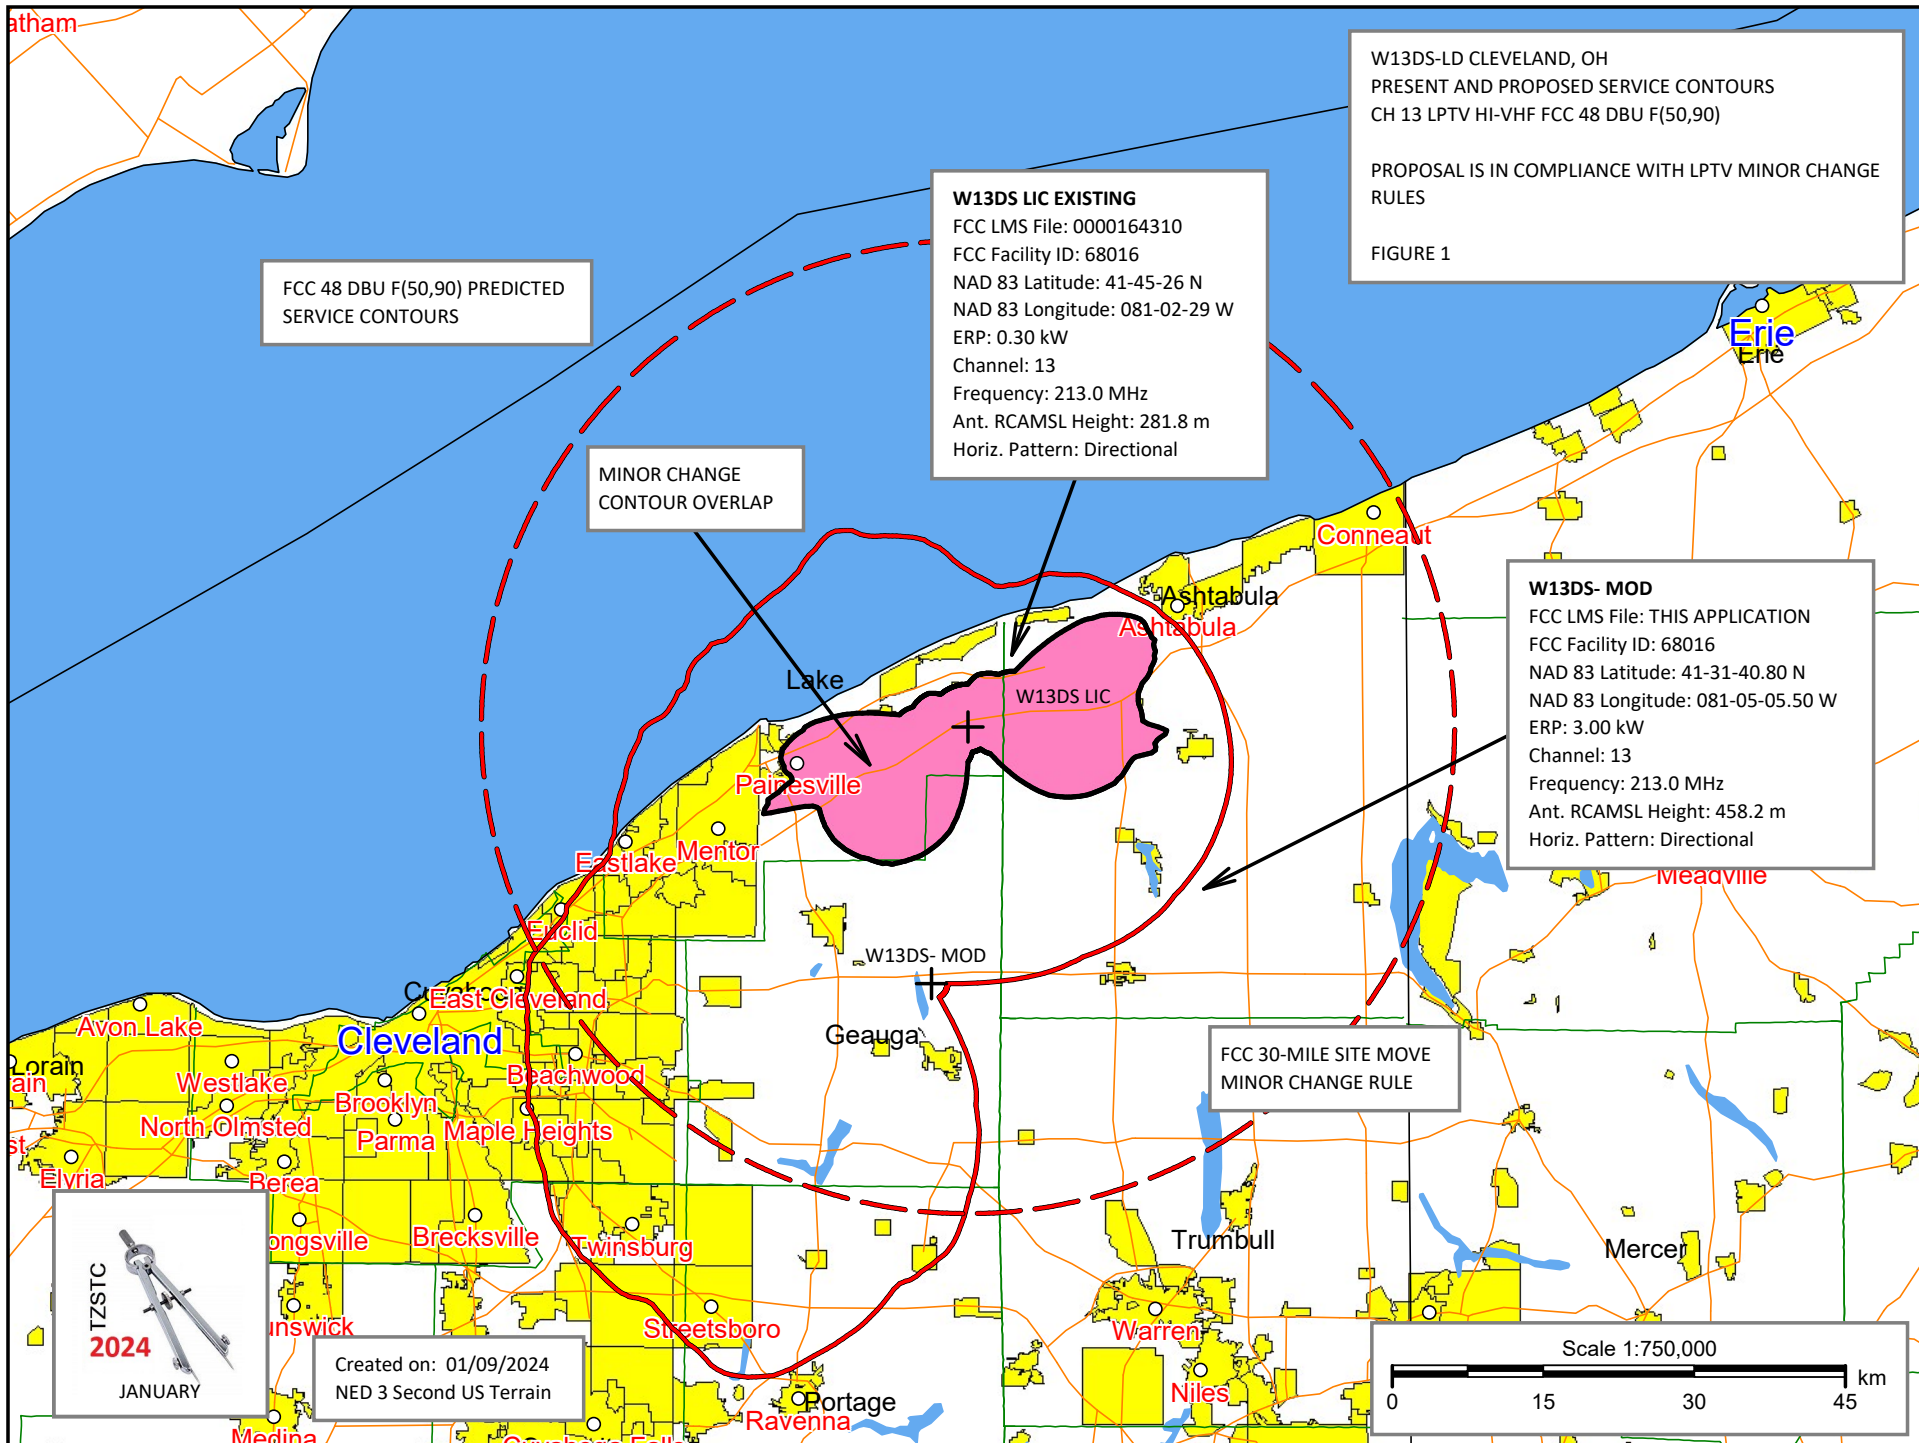 atham
W13DS-LD CLEVELAND, OH
PRESENT AND PROPOSED SERVICE CONTOURS
CH 13 LPTV HI-VHF FCC 48 DBU F(50,90)
PROPOSAL IS IN COMPLIANCE WITH LPTV MINOR CHANGE
RULES
FIGURE 1
W13DS LIC EXISTING
FCC LMS File: 0000164310
FCC Facility ID: 68016
NAD 83 Latitude: 41-45-26 N
NAD 83 Longitude: 081-02-29 W
ERP: 0.30 kW
Channel: 13
Frequency: 213.0 MHz
Ant. RCAMSL Height: 281.8 m
Horiz. Pattern: Directional
FCC 48 DBU F(50,90) PREDICTED
SERVICE CONTOURS
Erie
Erie
MINOR CHANGE
CONTOUR OVERLAP
Conneaut
W13DS- MOD
FCC LMS File: THIS APPLICATION
FCC Facility ID: 68016
NAD 83 Latitude: 41-31-40.80 N
NAD 83 Longitude: 081-05-05.50 W
ERP: 3.00 kW
Channel: 13
Frequency: 213.0 MHz
Ant. RCAMSL Height: 458.2 m
Horiz. Pattern: Directional
Ashtabula
Ashtabula
Lake
W13DS LIC
Painesville
Eastlake
Mentor
Meadville
Euclid
W13DS- MOD
East Cleveland
Avon Lake
Cleveland
Geauga
FCC 30-MILE SITE MOVE
MINOR CHANGE RULE
Lorain
rain
Westlake
Beachwood
Brooklyn
North Olmsted
Parma
Maple Heights
st
Elyria
Berea
ongsville
Brecksville
Twinsburg
Trumbull
Mercer
TZSTC
2024
JANUARY
unswick
Streetsboro
Warren
Created on: 01/09/2024
NED 3 Second US Terrain
Scale 1:750,000
km
0
15
30
45
Niles
Portage
Ravenna
Medina